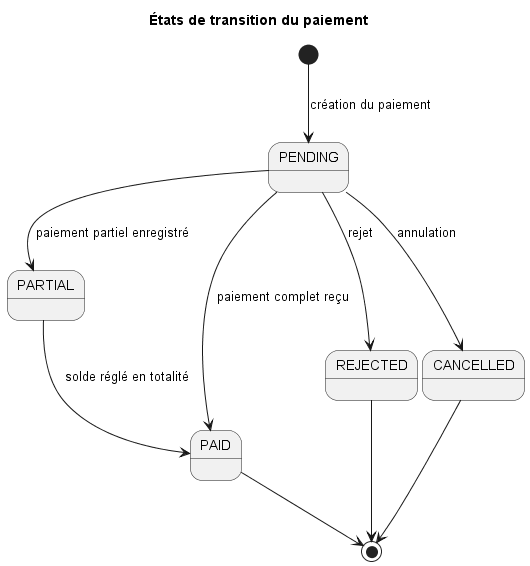 États de transition du paiement
création du paiement
PENDING
paiement partiel enregistré
rejet
annulation
PARTIAL
paiement complet reçu
solde réglé en totalité
REJECTED
CANCELLED
PAID